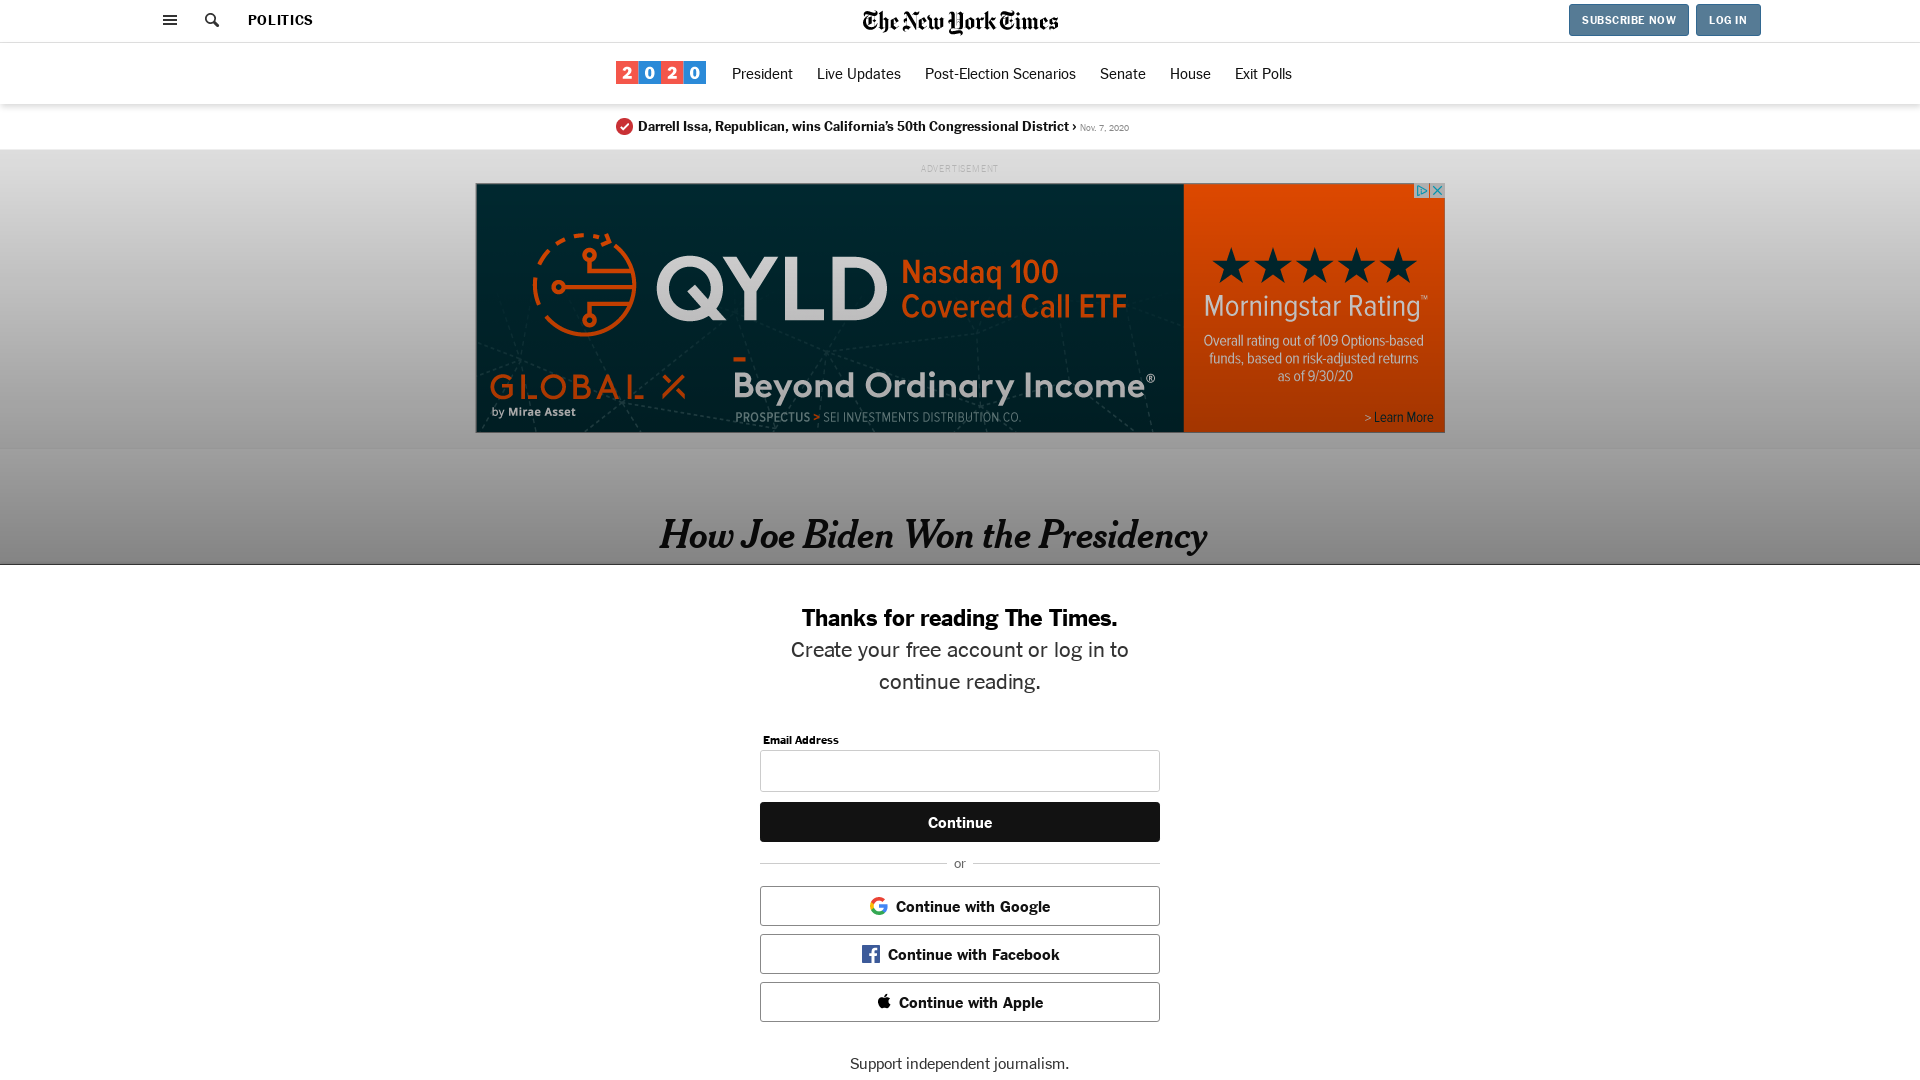 POLITICS
The New York Times
SUBSCRIBE NOW
LOG IN
2020
President
Live Updates
Post-Election Scenarios
Senate
House
Exit Polls
Darrell Issa, Republican, wins California’s 50th Congressional District › Nov. 7, 2020
ADVERTISEMENT
QYLD
Nasdaq 100
Covered Call ETF
GLOBAL X
by Mirae Asset
Beyond Ordinary Income®
PROSPECTUS > SEI INVESTMENTS DISTRIBUTION CO.
Morningstar Rating™
Overall rating out of 109 Options-based
funds, based on risk-adjusted returns
as of 9/30/20
> Learn More
How Joe Biden Won the Presidency
Thanks for reading The Times.
Create your free account or log in to
continue reading.
Email Address
Continue
or
Continue with Google
Continue with Facebook
Continue with Apple
Support independent journalism.